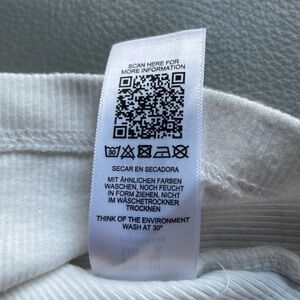 SCAN HERE FOR
MORE INFORMATION
SECAR EN SECADORA
MIT ÄHNLICHEN FARBEN
WASCHEN, NOCH FEUCHT
IN FORM ZIEHEN, NICHT
IM WÄSCHETROCKNER
TROCKNEN
THINK OF THE ENVIRONMENT
WASH AT 30°